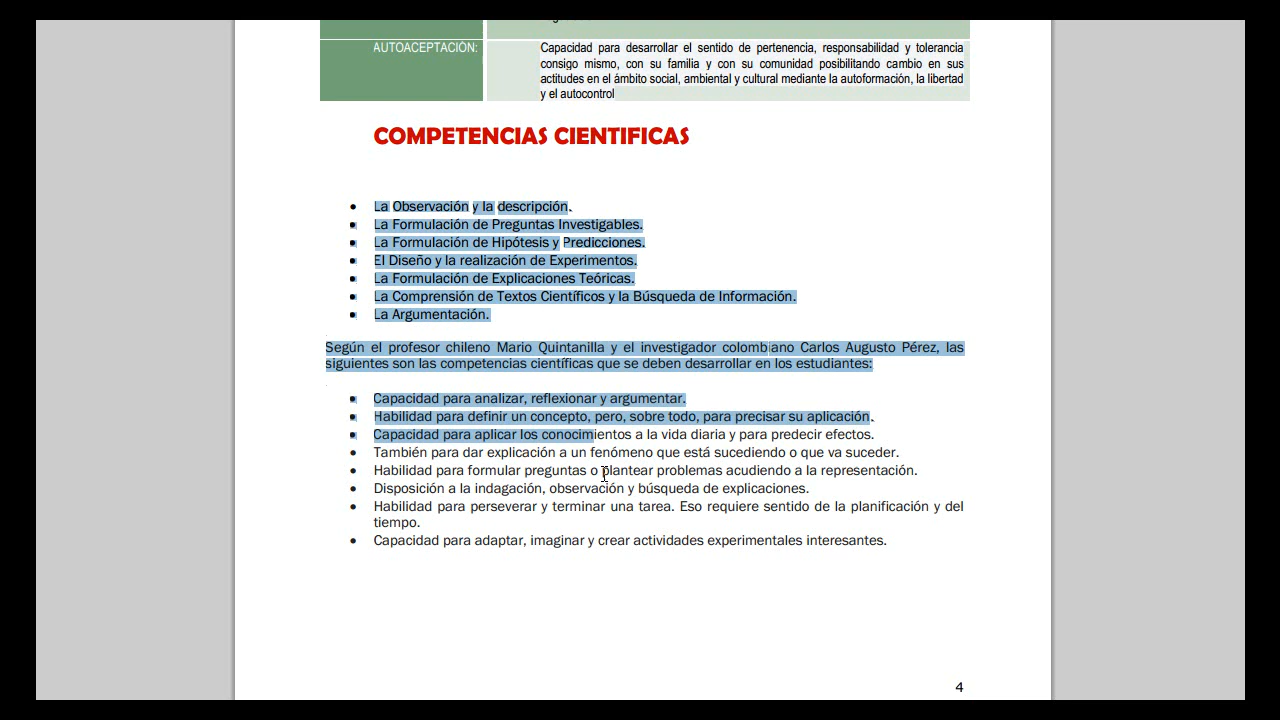 AUTOACEPTACIÓN:
Capacidad para desarrollar el sentido de pertenencia, responsabilidad y tolerancia
consigo mismo, con su familia y con su comunidad posibilitando cambio en sus
actitudes en el ámbito social, ambiental y cultural mediante la autoformación, la libertad
y el autocontrol
COMPETENCIAS CIENTIFICAS
• La Observación y la descripción.
• La Formulación de Preguntas Investigables.
• La Formulación de Hipótesis y Predicciones.
• El Diseño y la realización de Experimentos.
• La Formulación de Explicaciones Teóricas.
• La Comprensión de Textos Científicos y la Búsqueda de Información.
• La Argumentación.
Según el profesor chileno Mario Quintanilla y el investigador colombiano Carlos Augusto Pérez, las
siguientes son las competencias científicas que se deben desarrollar en los estudiantes:
• Capacidad para analizar, reflexionar y argumentar.
• Habilidad para definir un concepto, pero, sobre todo, para precisar su aplicación.
• Capacidad para aplicar los conocimientos a la vida diaria y para predecir efectos.
• También para dar explicación a un fenómeno que está sucediendo o que va suceder.
• Habilidad para formular preguntas o plantear problemas acudiendo a la representación.
• Disposición a la indagación, observación y búsqueda de explicaciones.
• Habilidad para perseverar y terminar una tarea. Eso requiere sentido de la planificación y del
tiempo.
• Capacidad para adaptar, imaginar y crear actividades experimentales interesantes.
4